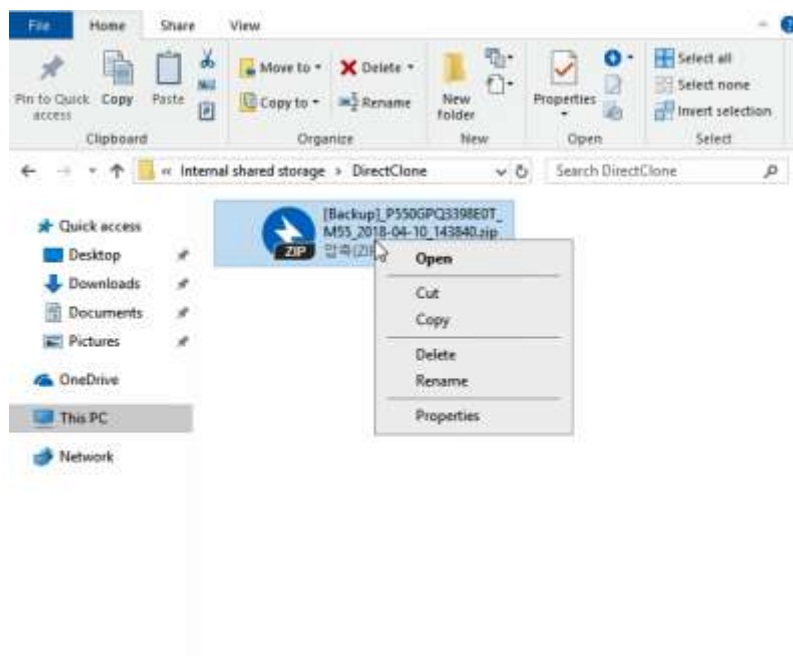 File Home Share View
Move to Delete Select all
Pin to Quick access Copy Paste Copy to Rename New folder Properties Select none
Invert selection
Clipboard Organize New Open Select
« Internal shared storage > DirectClone Search DirectClone
Quick access
Desktop
Downloads
Documents
Pictures
OneDrive
This PC
Network
[Backup]_P550GPQ3398E0T_
M55_2018-04-10_143840.zip
ZIP
압축(ZI
Open
Cut
Copy
Delete
Rename
Properties